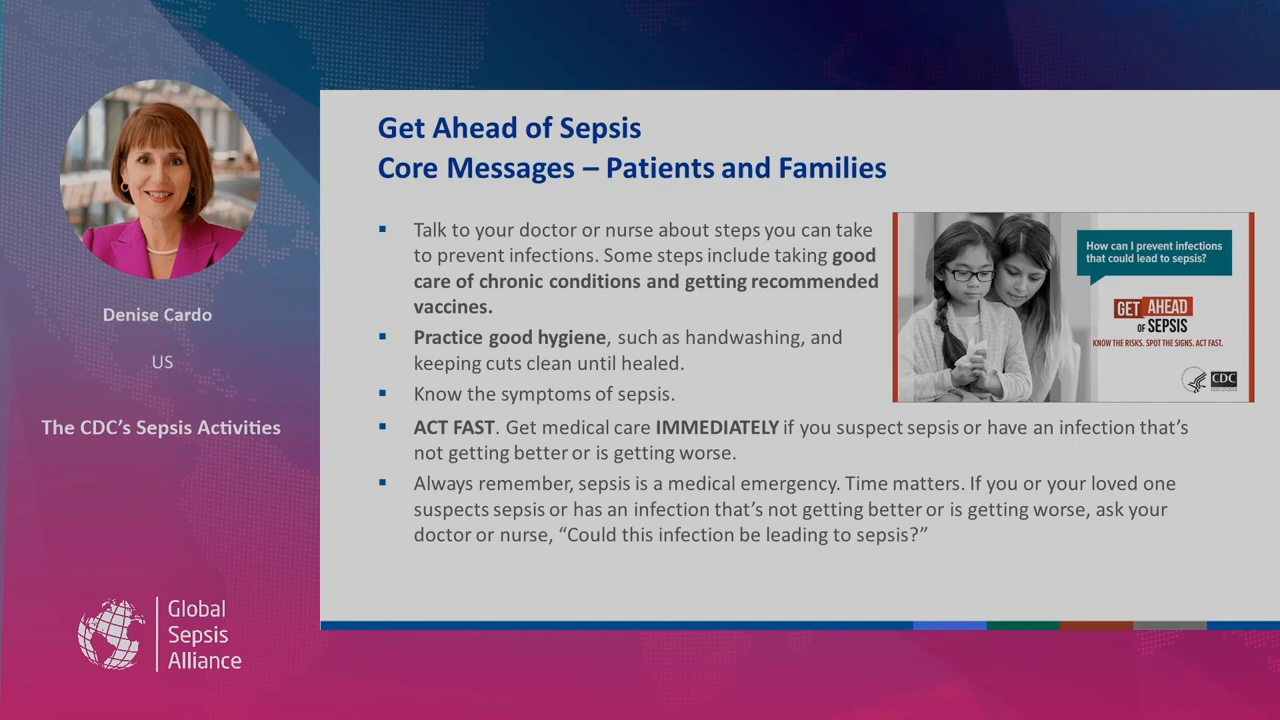 Denise Cardo
US
The CDC's Sepsis Activities
Global
Sepsis
Alliance
Get Ahead of Sepsis
Core Messages – Patients and Families
▪ Talk to your doctor or nurse about steps you can take
to prevent infections. Some steps include taking good
care of chronic conditions and getting recommended
vaccines.
▪ Practice good hygiene, such as handwashing, and
keeping cuts clean until healed.
▪ Know the symptoms of sepsis.
▪ ACT FAST. Get medical care IMMEDIATELY if you suspect sepsis or have an infection that's
not getting better or is getting worse.
▪ Always remember, sepsis is a medical emergency. Time matters. If you or your loved one
suspects sepsis or has an infection that's not getting better or is getting worse, ask your
doctor or nurse, “Could this infection be leading to sepsis?”
How can I prevent infections
that could lead to sepsis?
GET AHEAD
OF SEPSIS
KNOW THE RISKS. SPOT THE SIGNS. ACT FAST.
CDC